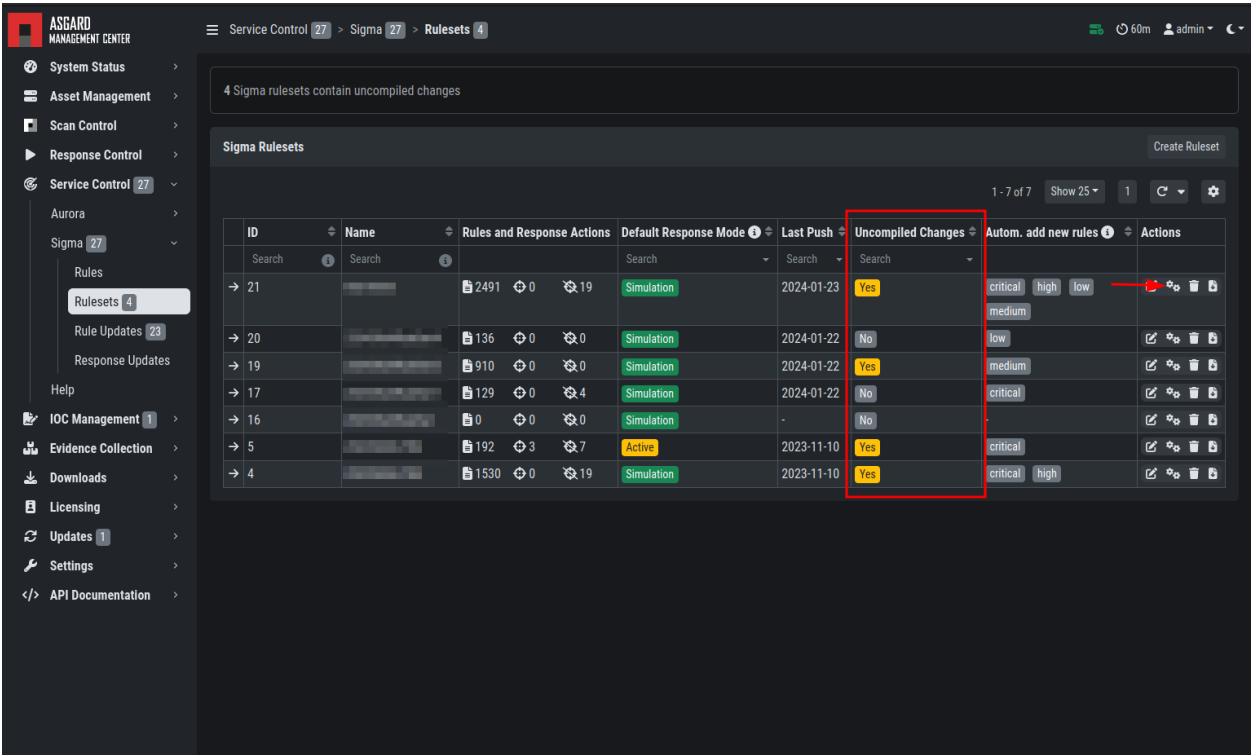 ASGARD
MANAGEMENT CENTER
Service Control 27 > Sigma 27 > Rulesets 4
60m admin
System Status
Asset Management
Scan Control
Response Control
Service Control 27
Aurora
Sigma 27
Rules
Rulesets 4
Rule Updates 23
Response Updates
Help
IOC Management 1
Evidence Collection
Downloads
Licensing
Updates 1
Settings
</> API Documentation
4 Sigma rulesets contain uncompiled changes
Sigma Rulesets Create Ruleset
1 - 7 of 7 Show 25 1
ID Name Rules and Response Actions Default Response Mode Last Push Uncompiled Changes Autom. add new rules Actions
Search Search Search Search Search
21 2491 0 19 Simulation 2024-01-23 Yes critical high low
medium
20 136 0 0 Simulation 2024-01-22 No low
19 910 0 0 Simulation 2024-01-22 Yes medium
17 129 0 4 Simulation 2024-01-22 No critical
16 0 0 0 Simulation - No -
5 192 3 7 Active 2023-11-10 Yes critical
4 1530 0 19 Simulation 2023-11-10 Yes critical high